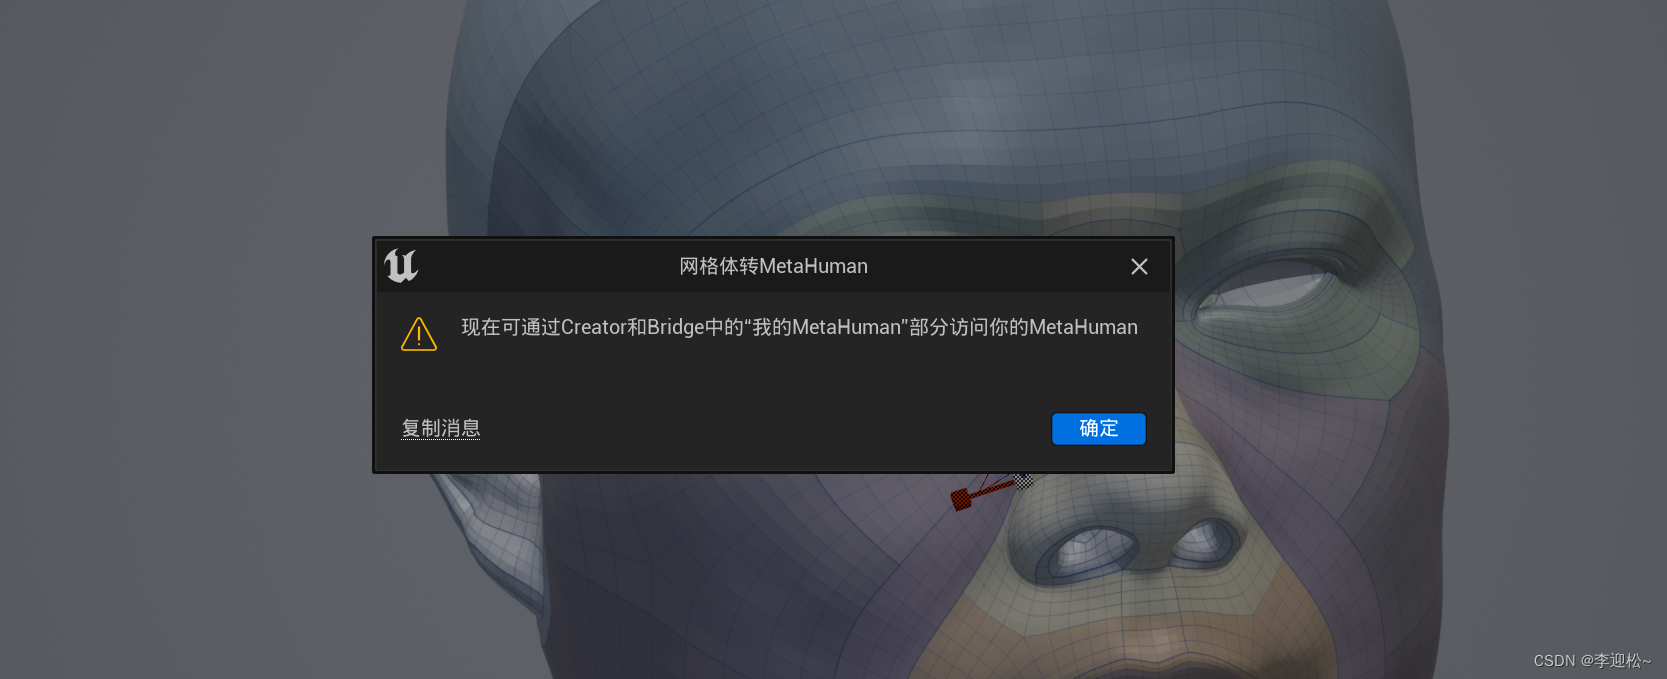 网格体转MetaHuman
现在可通过Creator和Bridge中的“我的MetaHuman”部分访问你的MetaHuman
复制消息
确定
CSDN @李迎松~